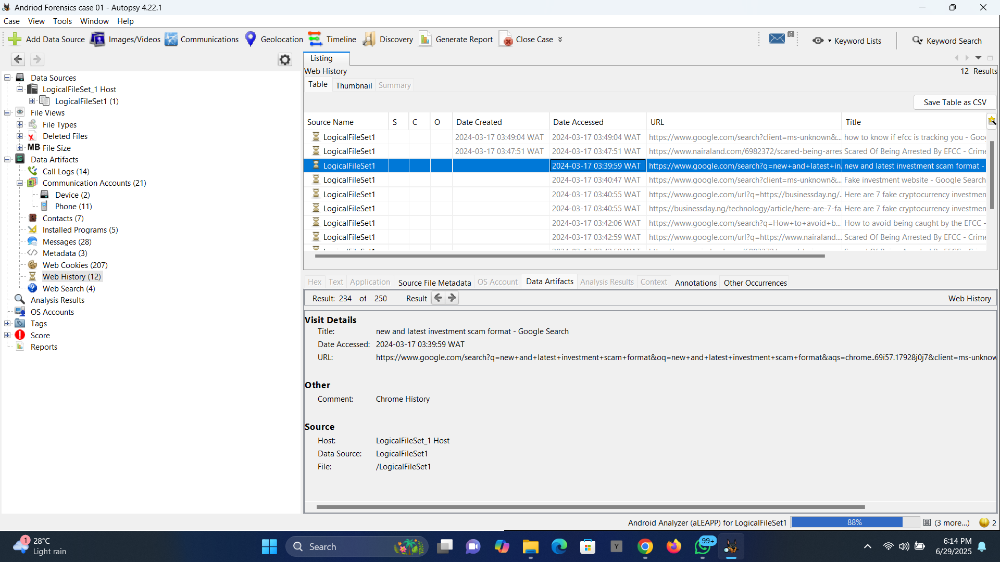 Andriod Forensics case 01 - Autopsy 4.22.1
Case View Tools Window Help
Add Data Source Images/Videos Communications Geolocation Timeline Discovery Generate Report Close Case 6 Keyword Lists Keyword Search
Data Sources
LogicalFileSet_1 Host
LogicalFileSet1 (1)
File Views
File Types
Deleted Files
MB File Size
Data Artifacts
Call Logs (14)
Communication Accounts (21)
Device (2)
Phone (11)
Contacts (7)
Installed Programs (5)
Messages (28)
Metadata (3)
Web Cookies (207)
Web History (12)
Web Search (4)
Analysis Results
OS Accounts
Tags
Score
Reports
Listing
Web History 12 Results
Table Thumbnail Summary
Save Table as CSV
Source Name S C O Date Created Date Accessed URL Title
LogicalFileSet1 2024-03-17 03:49:04 WAT 2024-03-17 03:49:04 WAT https://www.google.com/search?client=ms-unknown&... how to know if efcc is tracking you - Goo
LogicalFileSet1 2024-03-17 03:47:51 WAT 2024-03-17 03:47:51 WAT https://www.nairaland.com/6982372/scared-being-arres Scared Of Being Arrested By EFCC - Crime
LogicalFileSet1 2024-03-17 03:39:59 WAT https://www.google.com/search?q=new+and+latest+in. new and latest investment scam format -
LogicalFileSet1 2024-03-17 03:40:47 WAT https://www.google.com/search?client=ms-unknown&... Fake investment website - Google Search
LogicalFileSet1 2024-03-17 03:40:55 WAT https://www.google.com/url?q=https://businessday.ng/. Here are 7 fake cryptocurrency investmen
LogicalFileSet1 2024-03-17 03:40:55 WAT https://businessday.ng/technology/article/here-are-7-fa Here are 7 fake cryptocurrency investmen
LogicalFileSet1 2024-03-17 03:42:06 WAT https://www.google.com/search?q=How+to+avoid+b... How to avoid being caught by the EFCC -
LogicalFileSet1 2024-03-17 03:42:59 WAT https://www.google.com/url?q=https://www.nairaland.... Scared Of Being Arrested By EFCC - Crime
Hex Text Application Source File Metadata OS Account Data Artifacts Analysis Results Context Annotations Other Occurrences
Result: 234 of 250 Result Web History
Visit Details
Title: new and latest investment scam format - Google Search
Date Accessed: 2024-03-17 03:39:59 WAT
URL: https://www.google.com/search?q=new+and+latest+investment+scam+format&oq=new+and+latest+investment+scam+format&aqs=chrome..69i57.17928j0j7&client=ms-unknow
Other
Comment: Chrome History
Source
Host: LogicalFileSet_1 Host
Data Source: LogicalFileSet1
File: /LogicalFileSet1
Android Analyzer (aLEAPP) for LogicalFileSet1 88% (3 more...) 2
1 28°C
Light rain
Search
Y
99+
6:14 PM
6/29/2025